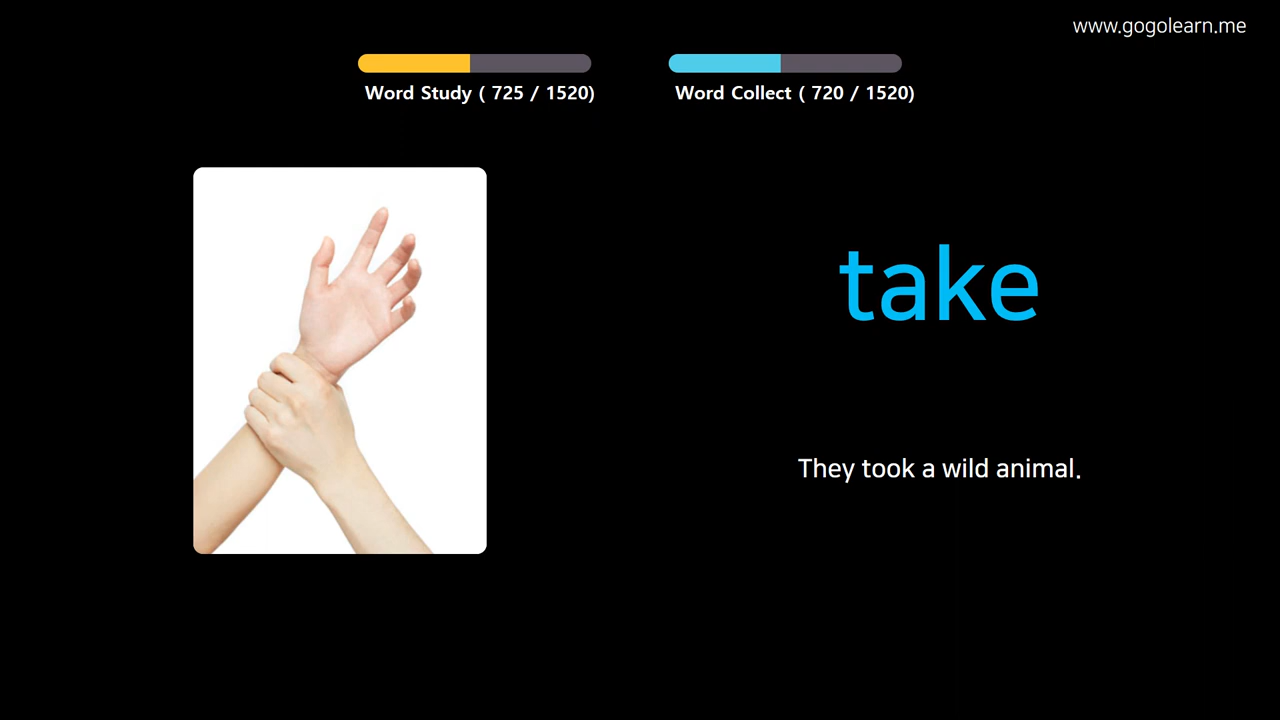 www.gogolearn.me
Word Study ( 725 / 1520)
Word Collect ( 720 / 1520)
take
They took a wild animal.